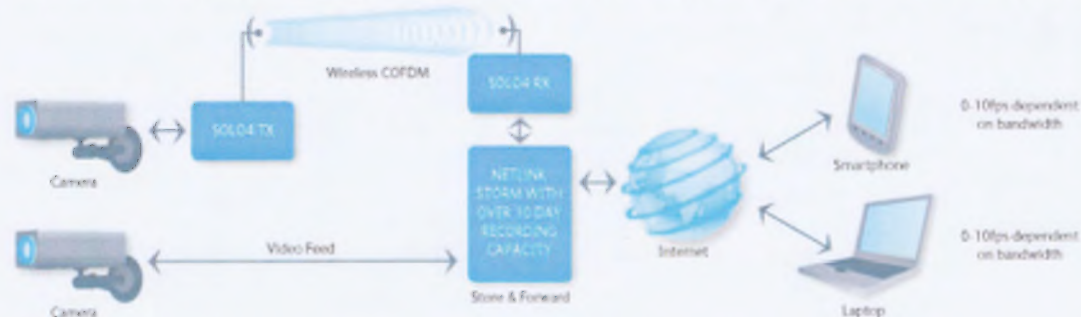 Wireless COFDM
SOLO4 TX
SOLO4 RX
Camera
NETLINK
STORM WITH
OVER 10 DAY
RECORDING
CAPACITY
Video Feed
Camera
Store & Forward
Internet
Smartphone
0-10fps dependent
on bandwidth
Laptop
0-10fps dependent
on bandwidth